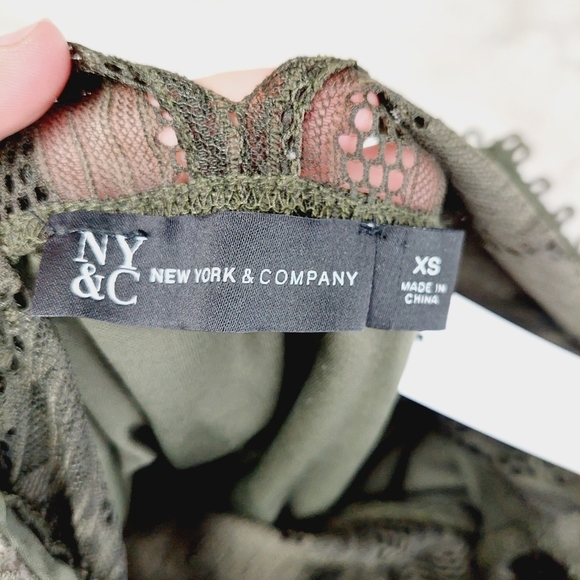 NY
&C NEW YORK & COMPANY
XS
MADE IN
CHINA